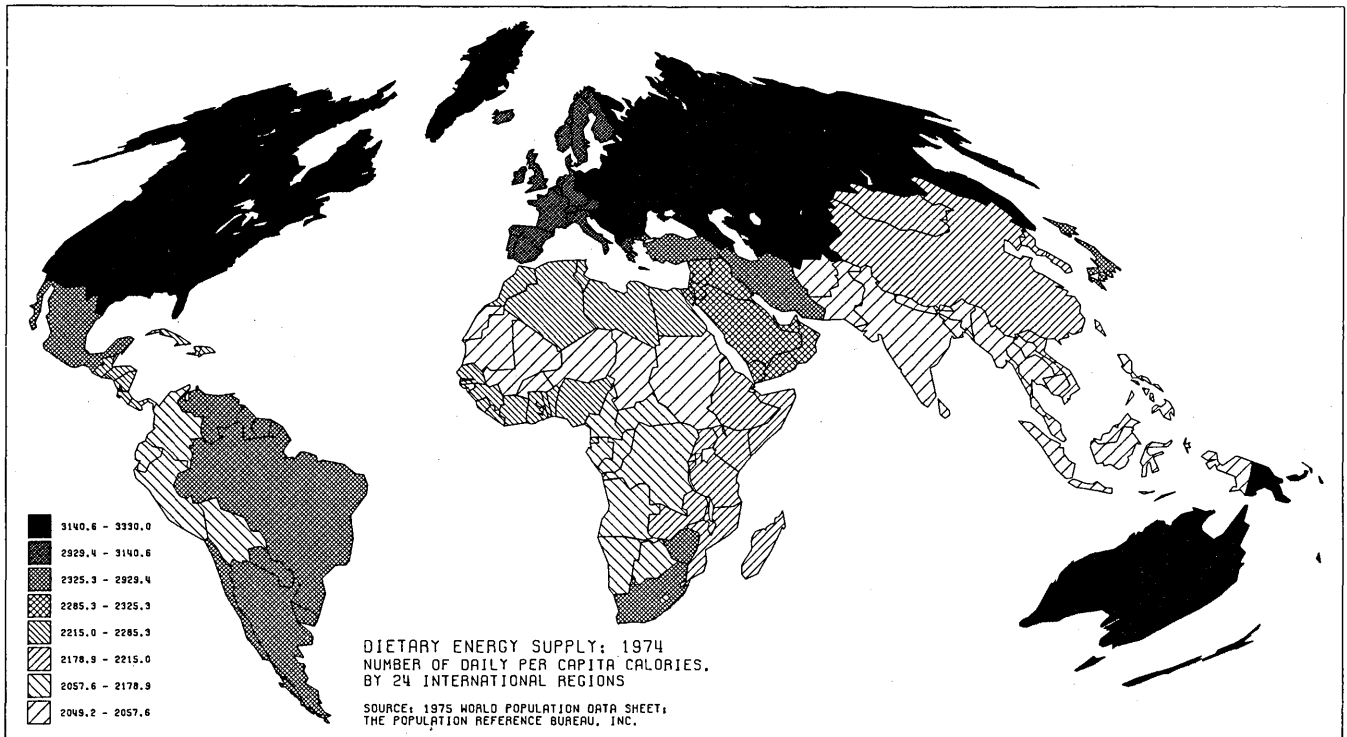 3140.6 - 3330.0
2929.4 - 3140.6
2325.3 - 2929.4
2285.3 - 2325.3
2215.0 - 2285.3
2178.9 - 2215.0
2057.6 - 2178.9
2049.2 - 2057.6
DIETARY ENERGY SUPPLY: 1974
NUMBER OF DAILY PER CAPITA CALORIES.
BY 24 INTERNATIONAL REGIONS
SOURCE: 1975 WORLD POPULATION DATA SHEET;
THE POPULATION REFERENCE BUREAU, INC.